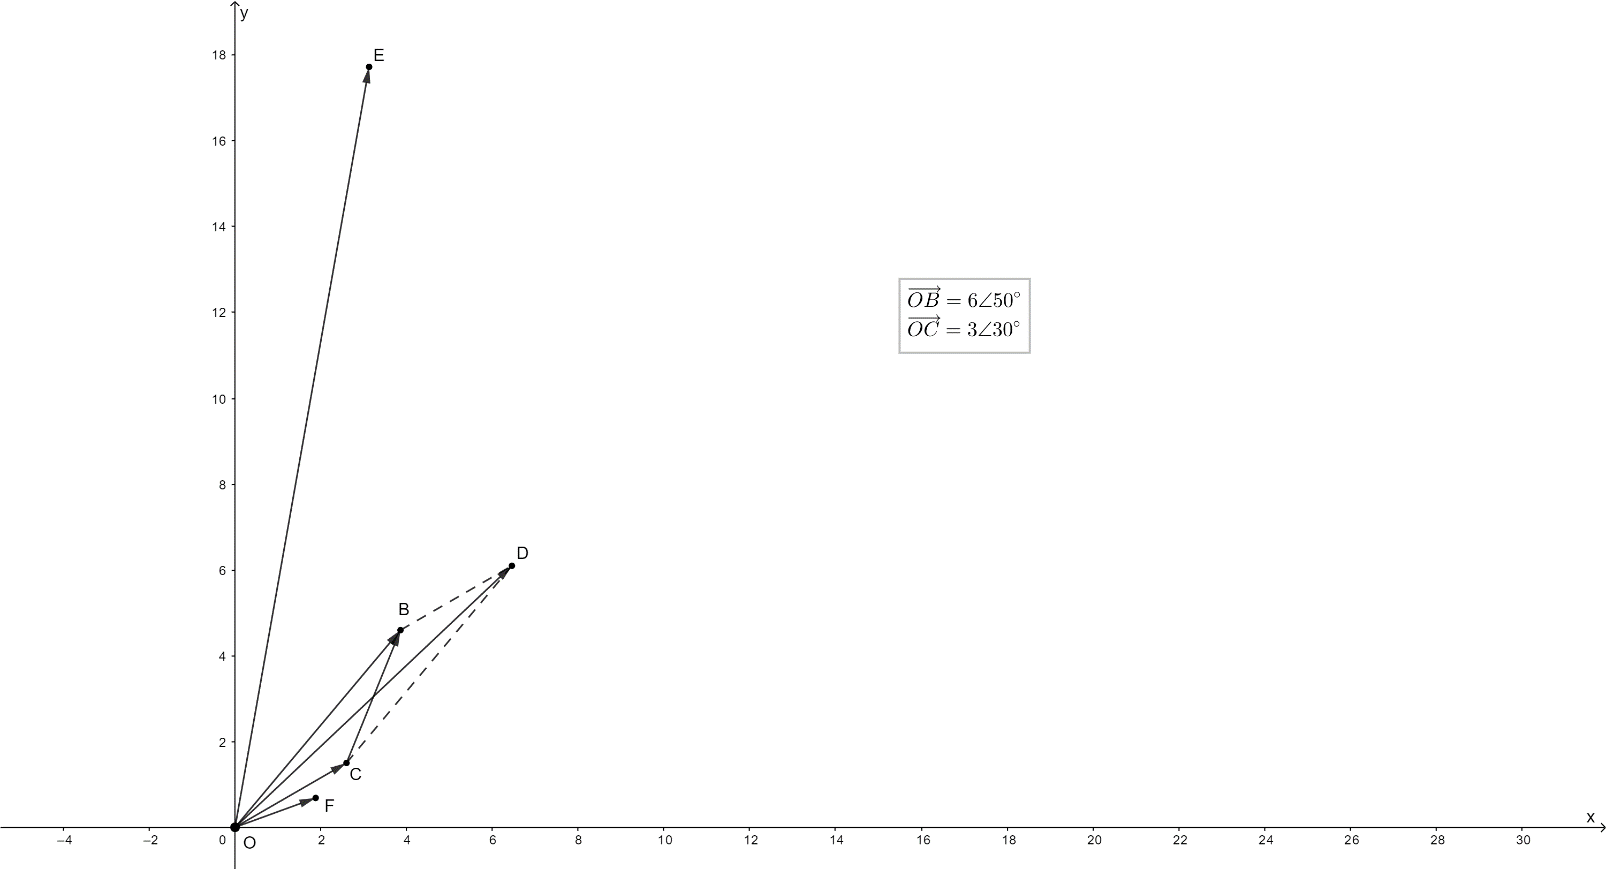 y
18
E
16
14
12
10
8
6
4
2
0
O
−4
−2
2
4
6
8
10
12
14
16
18
20
22
24
26
28
30
x
D
B
C
F
$\overrightarrow{OB} = 6\angle 50^\circ$
$\overrightarrow{OC} = 3\angle 30^\circ$